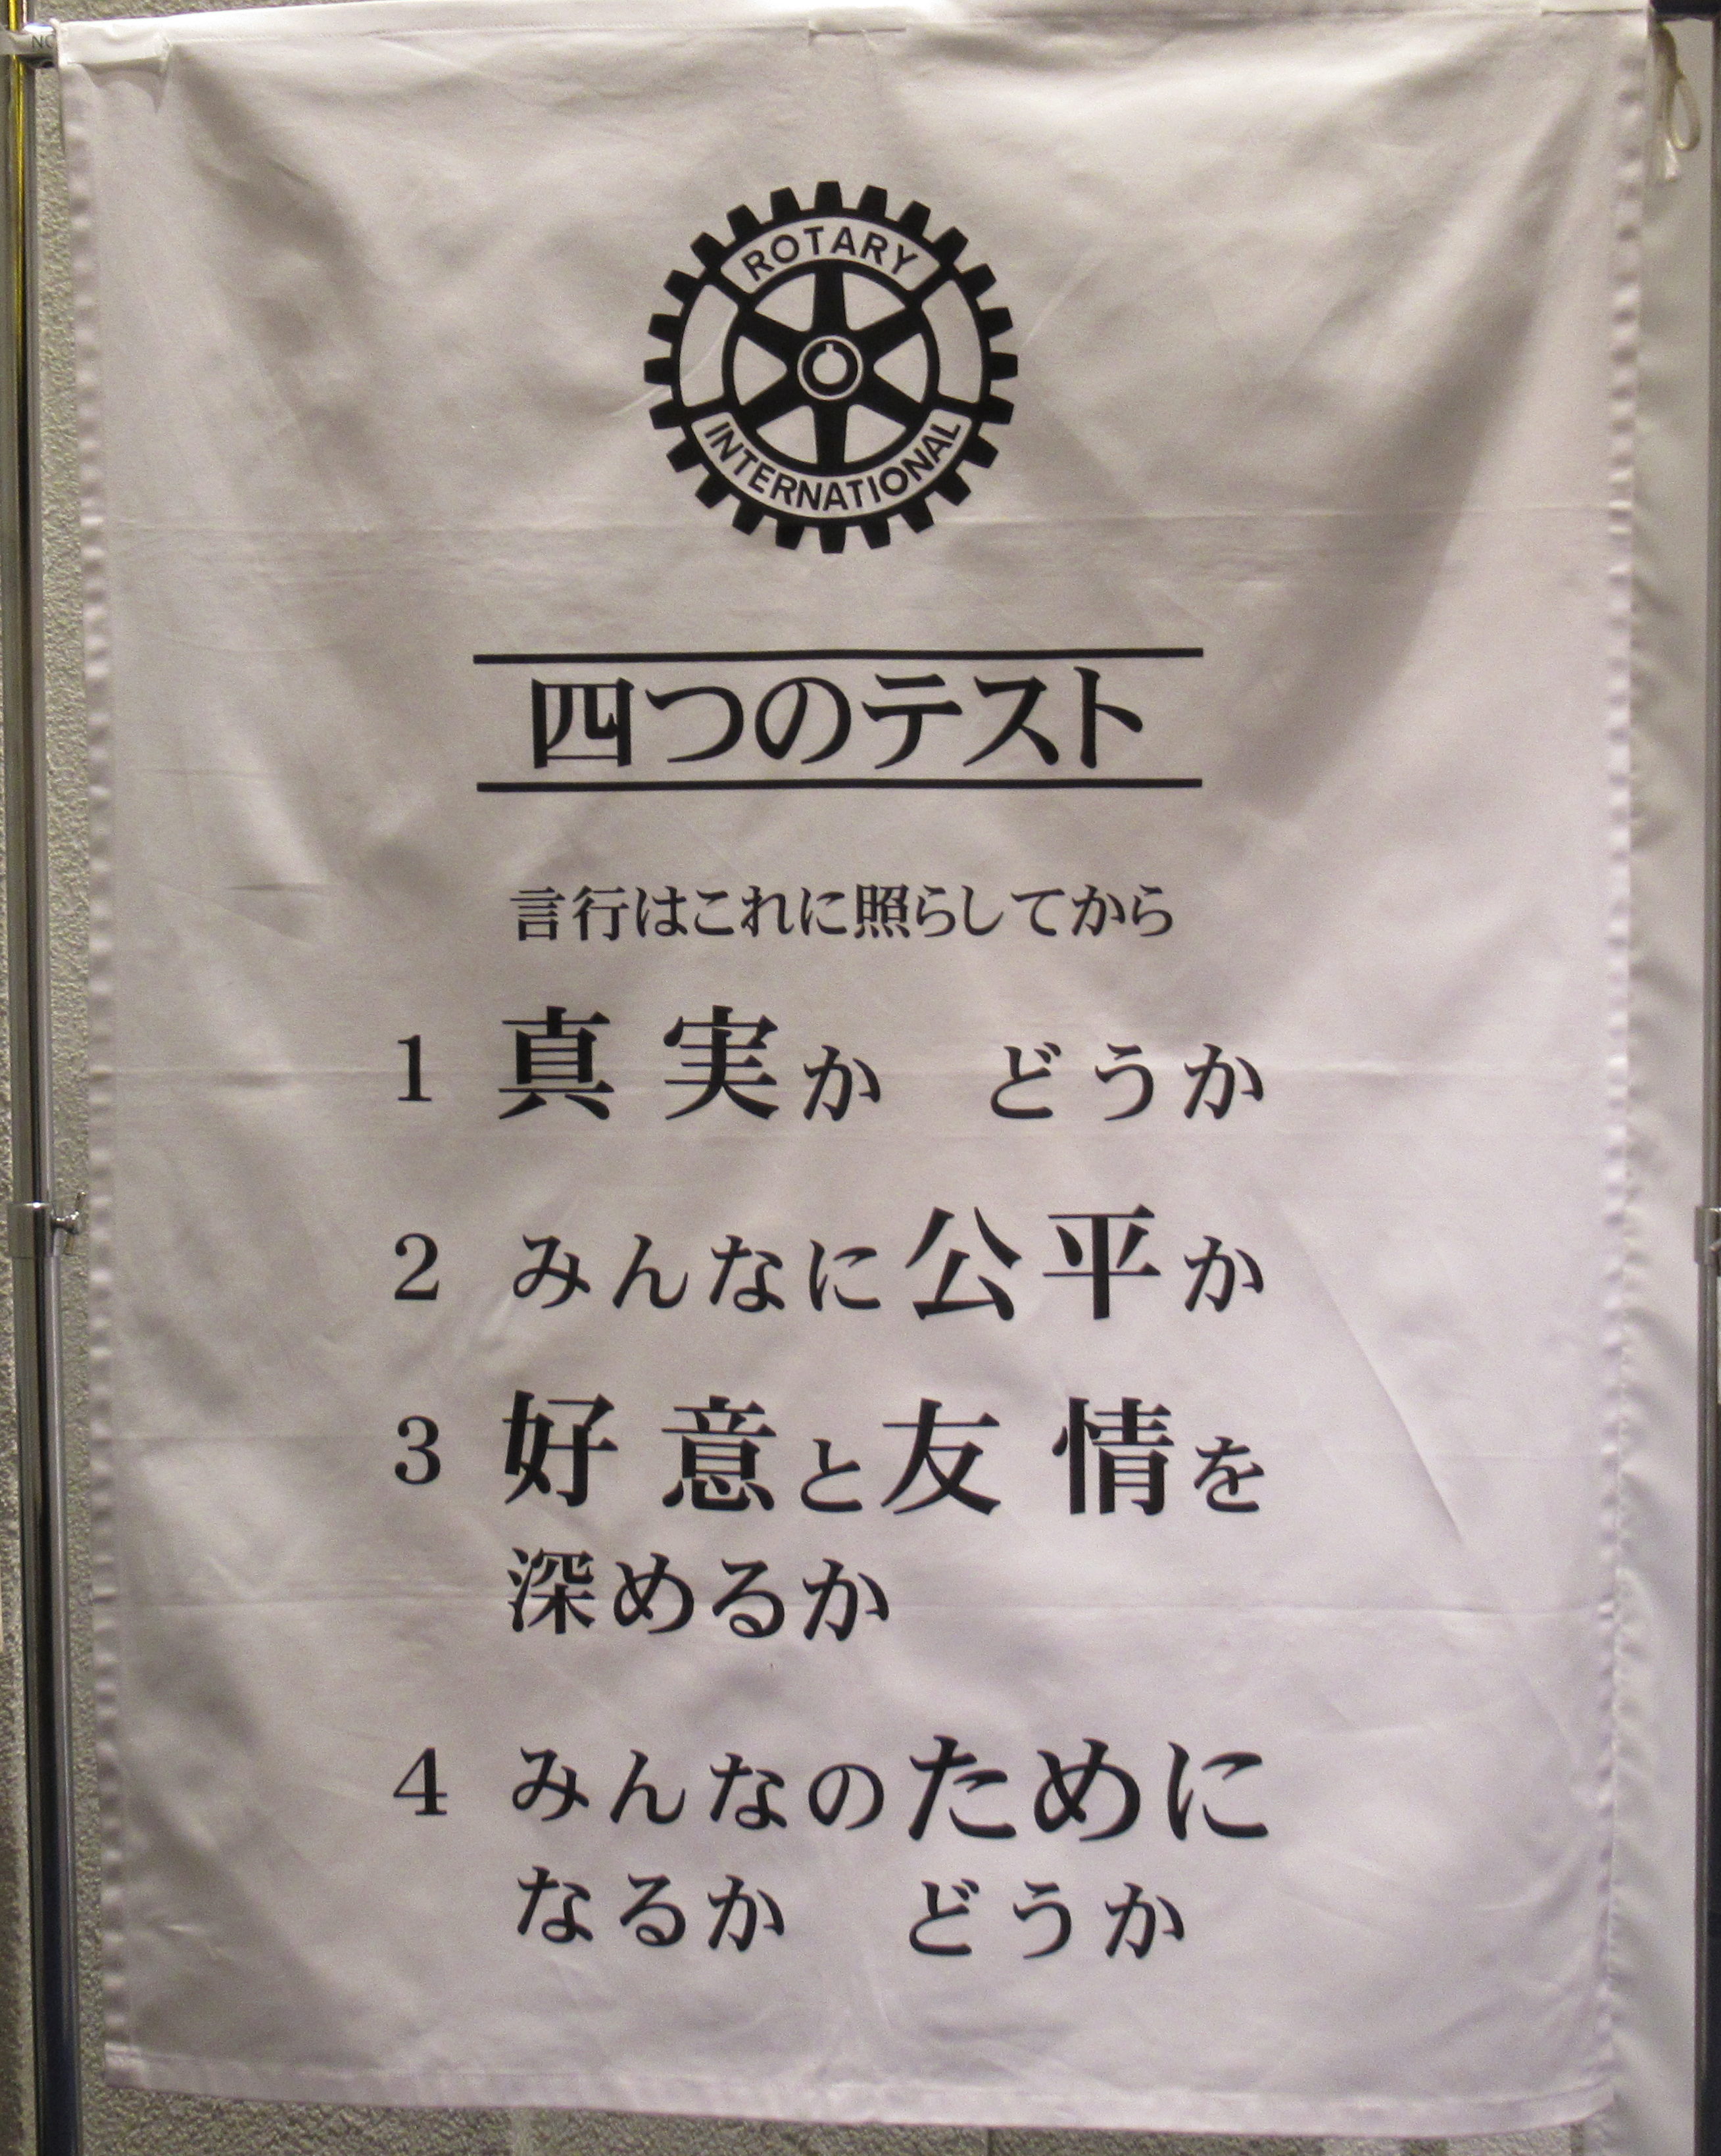 ROTARY
INTERNATIONAL
四つのテスト
言行はこれに照らしてから
1 真実か どうか
2 みんなに公平か
3 好意と友情を
深めるか
4 みんなのために
なるか どうか